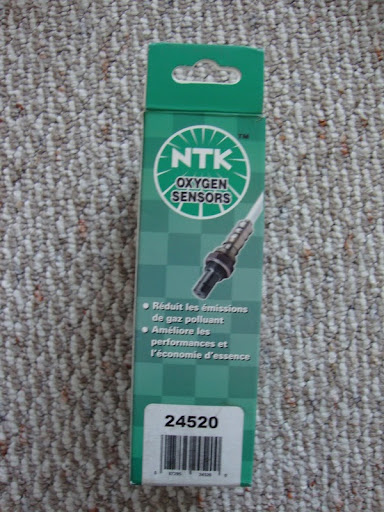 ™
NTK
OXYGEN
SENSORS
• Réduit les émissions
de gaz polluant
• Améliore les
performances et
l'économie d'essence
24520